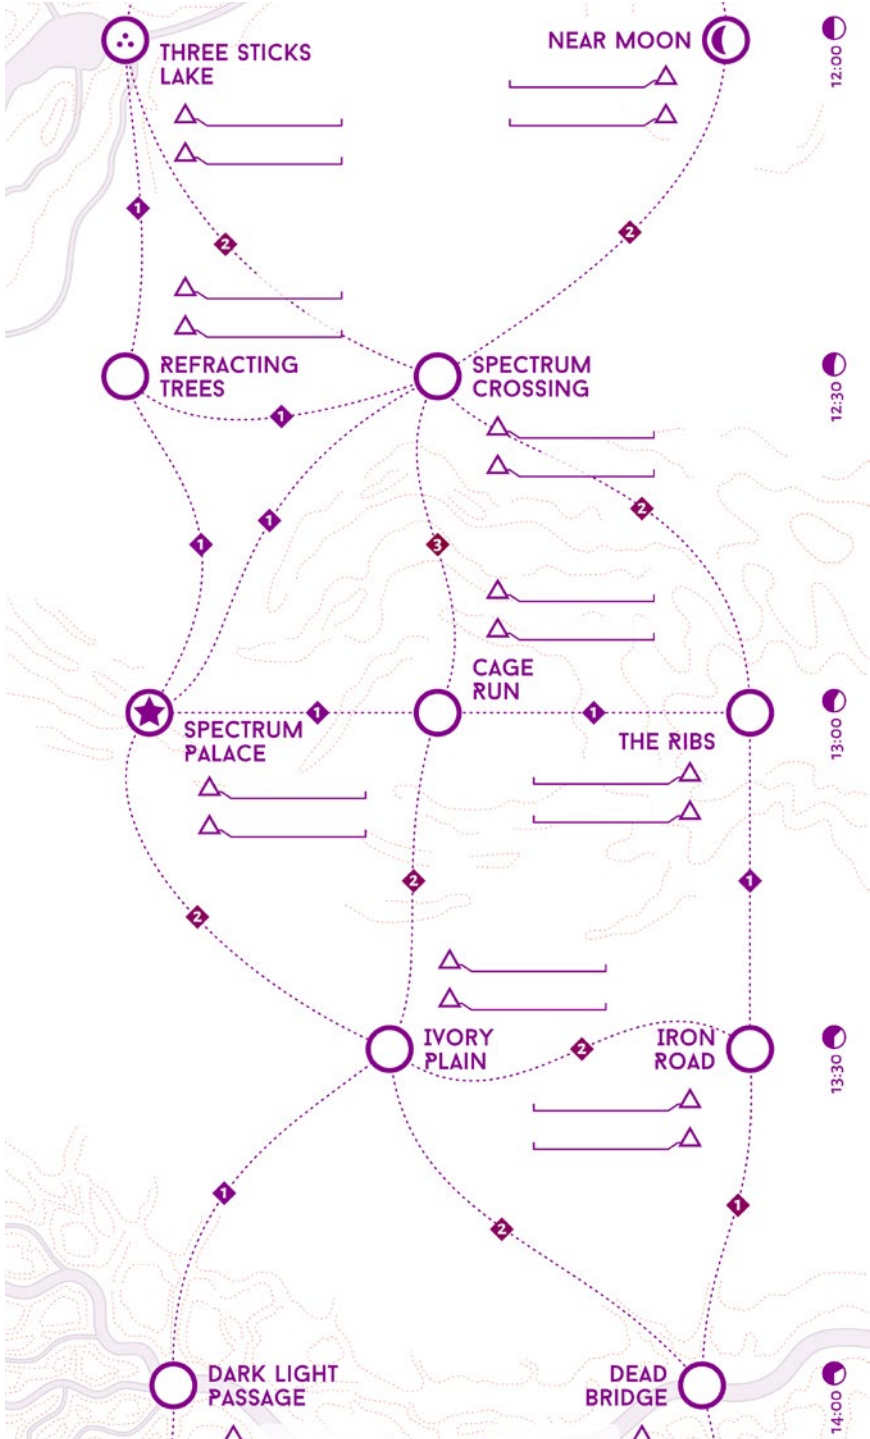 THREE STICKS
LAKE
NEAR MOON
12:00
1
2
2
REFRACTING
TREES
SPECTRUM
CROSSING
12:30
1
1
1
3
2
CAGE
RUN
SPECTRUM
PALACE
1
1
THE RIBS
13:00
2
2
1
IVORY
PLAIN
2
IRON
ROAD
13:30
1
2
1
DARK LIGHT
PASSAGE
DEAD
BRIDGE
14:00